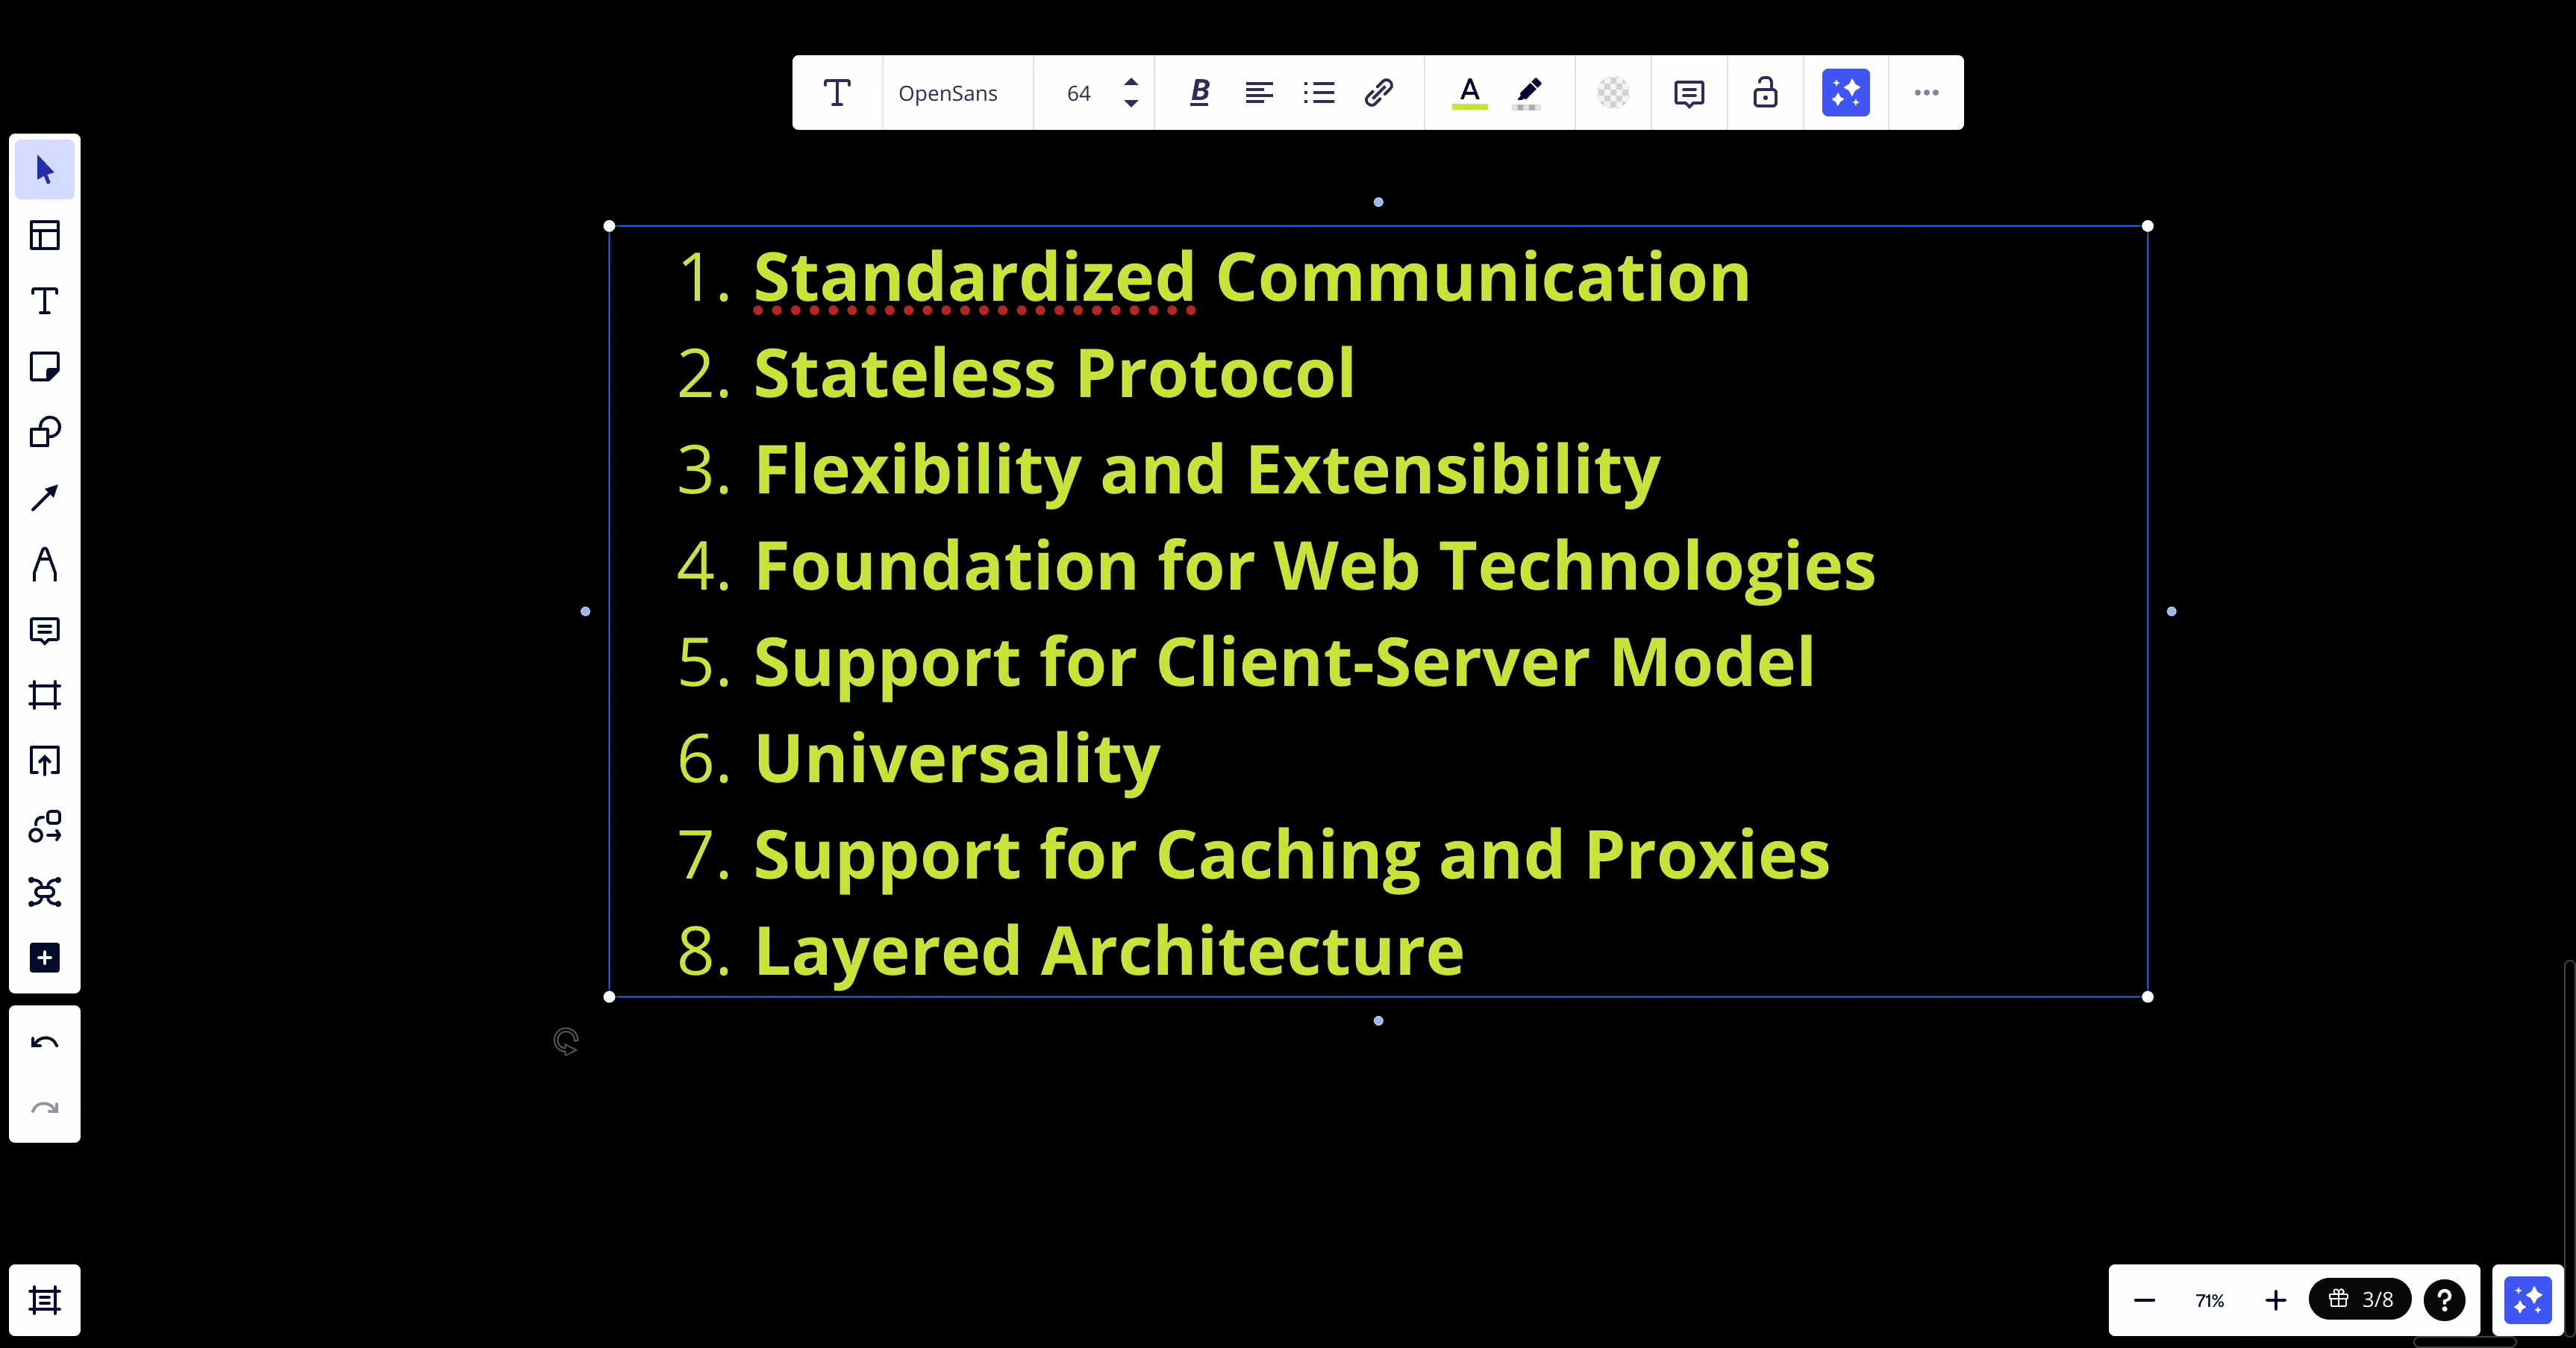 OpenSans 64 B A
1. Standardized Communication
2. Stateless Protocol
3. Flexibility and Extensibility
4. Foundation for Web Technologies
5. Support for Client-Server Model
6. Universality
7. Support for Caching and Proxies
8. Layered Architecture
71% 3/8 ?